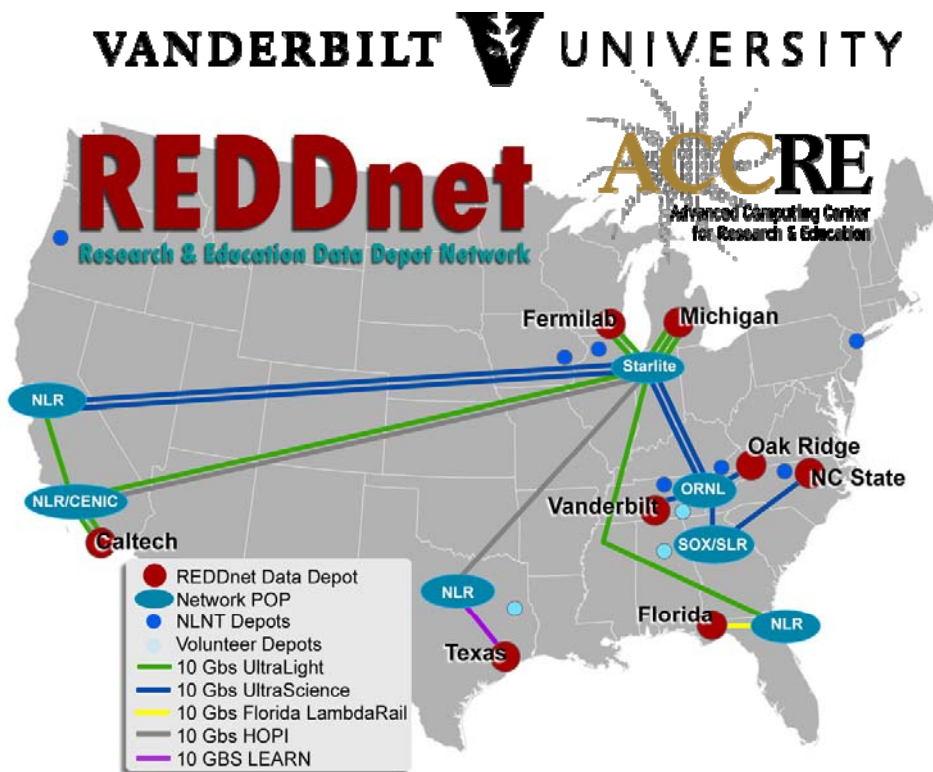 VANDERBILT V UNIVERSITY
REDDnet
Research & Education Data Depot Network
ACCRE
Advanced Computing Center
for Research & Education
Fermilab
Michigan
Starlite
NLR
Oak Ridge
NC State
ORNL
Vanderbilt
NLR/CENIC
SOX/SLR
Caltech
NLR
Florida
NLR
Texas
REDDnet Data Depot
Network POP
NLNT Depots
Volunteer Depots
10 Gbs UltraLight
10 Gbs UltraScience
10 Gbs Florida LambdaRail
10 Gbs HOPI
10 GBS LEARN